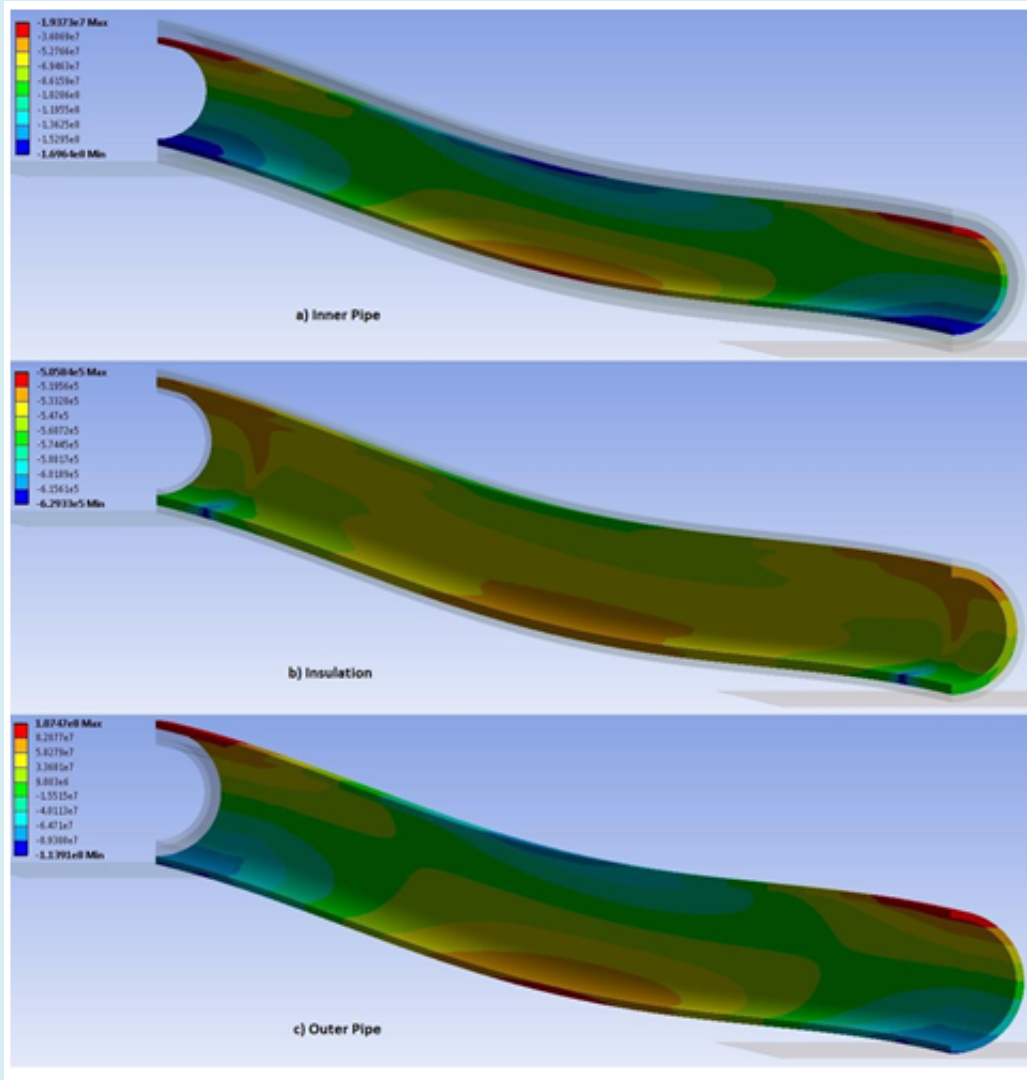 -1.9373e7 Max
-3.6069e7
-5.2766e7
-6.9463e7
-8.6159e7
-1.0286e8
-1.1955e8
-1.3625e8
-1.5295e8
-1.6964e8 Min
a) Inner Pipe
-5.0584e5 Max
-5.1956e5
-5.3328e5
-5.47e5
-5.6072e5
-5.7445e5
-5.8817e5
-6.0189e5
-6.1561e5
-6.2933e5 Min
b) Insulation
1.0747e8 Max
8.2877e7
5.8279e7
3.3681e7
9.083e6
-1.5515e7
-4.0113e7
-6.471e7
-8.9308e7
-1.1391e8 Min
c) Outer Pipe